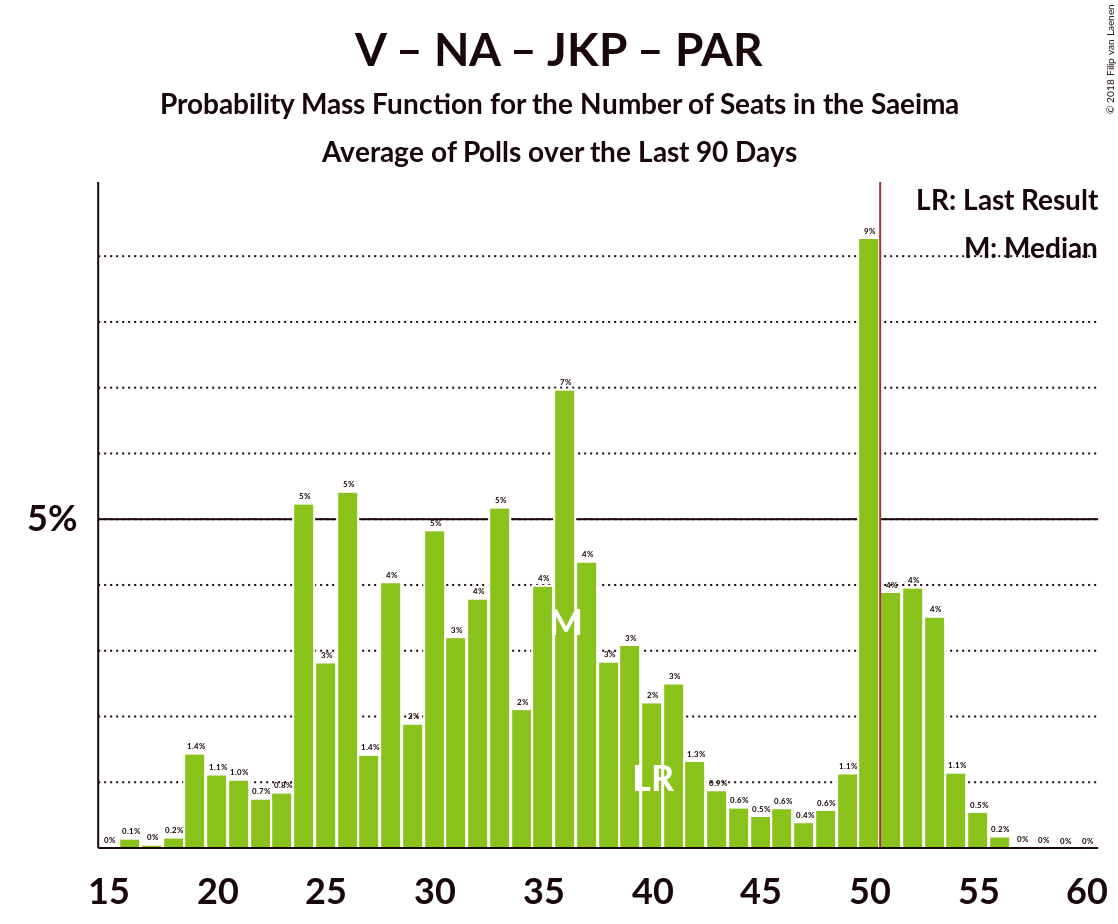 V – NA – JKP – PAR
Probability Mass Function for the Number of Seats in the Saeima
Average of Polls over the Last 90 Days
© 2018 Filip van Laenen
LR: Last Result
M: Median
5%
0% 0.1% 0% 0.2% 1.4% 1.1% 1.0% 0.7% 0.8% 5% 3% 5% 1.4% 4% 2% 5% 3% 4% 5% 2% 4% 7% 4% 3% 3% 2% 3% 1.3% 0.9% 0.6% 0.5% 0.6% 0.4% 0.6% 1.1% 9% 4% 4% 4% 1.1% 0.5% 0.2% 0% 0% 0% 0%
M
LR
15 20 25 30 35 40 45 50 55 60